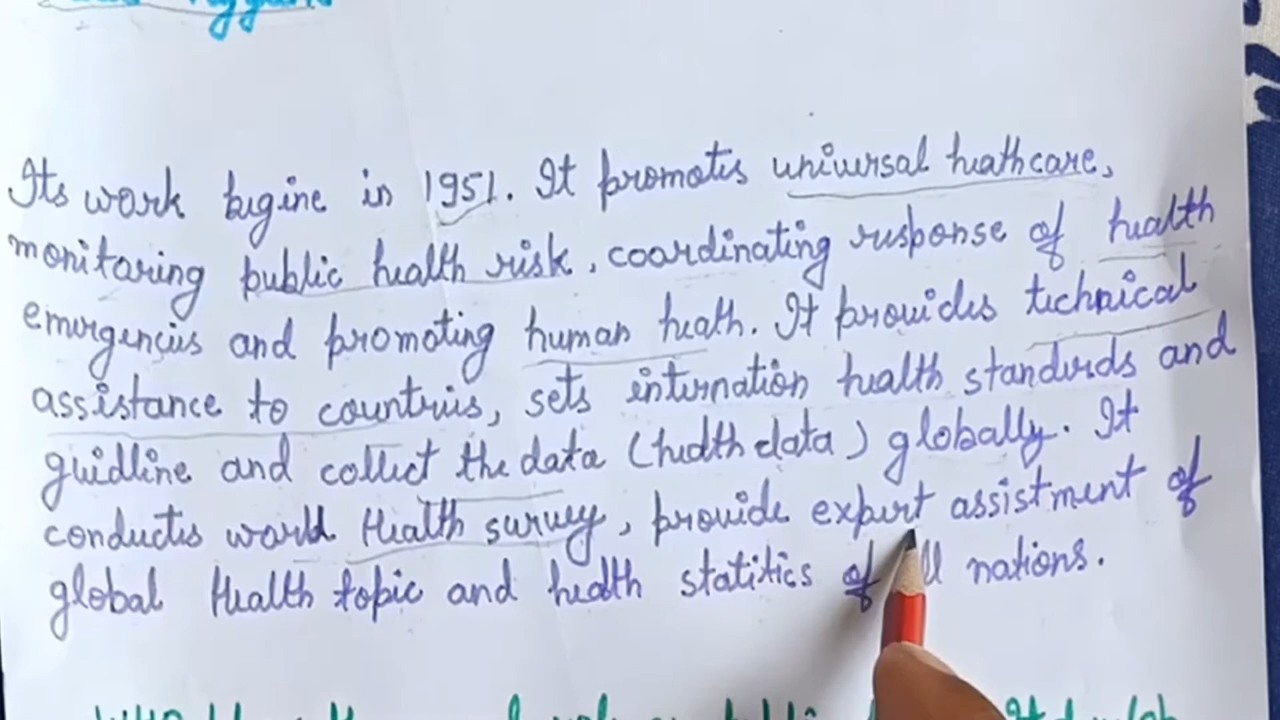 Its work begine in 1951. It promotes universal heathcare,
monitoring public health risk, coordinating response of health
emergencies and promoting human heath. It provides technical
assistance to countries, sets internation health standerds and
guidline and collect the data (health data) globally. It
conductes world Health survey, provide expert assistment of
global Health topic and health statitics of all nations.